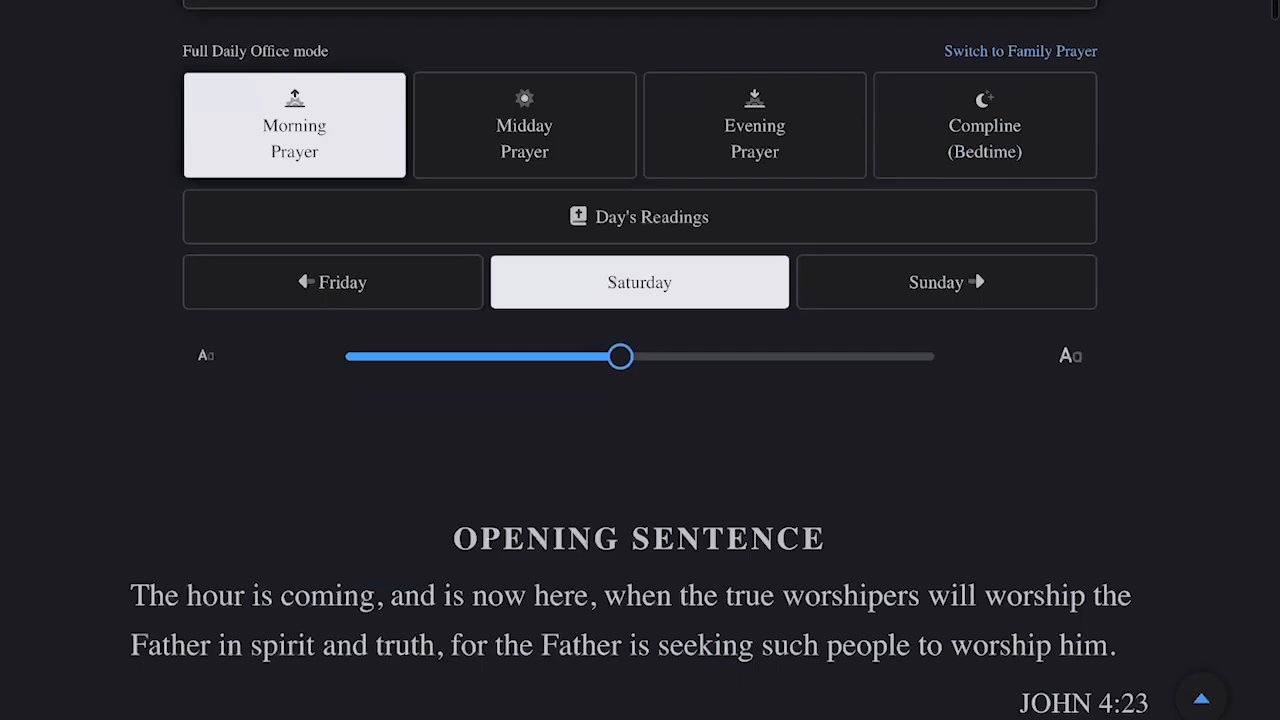 Full Daily Office mode
Switch to Family Prayer
Morning
Prayer
Midday
Prayer
Evening
Prayer
Compline
(Bedtime)
Day's Readings
Friday
Saturday
Sunday
Aa
Aa
OPENING SENTENCE
The hour is coming, and is now here, when the true worshipers will worship the
Father in spirit and truth, for the Father is seeking such people to worship him.
JOHN 4:23